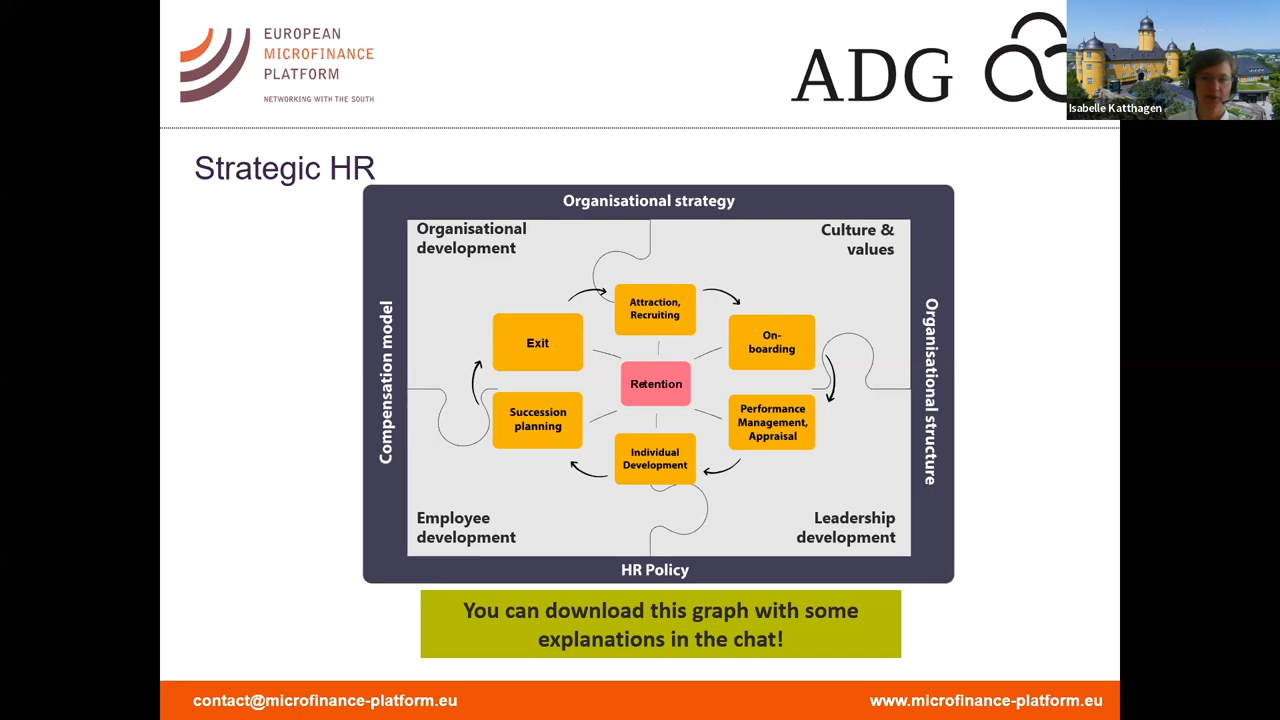 EUROPEAN
MICROFINANCE
PLATFORM
NETWORKING WITH THE SOUTH
ADG
Isabelle Katthagen
Strategic HR
Organisational strategy
Organisational
development
Culture &
values
Compensation model
Organisational structure
Attraction,
Recruiting
On-
boarding
Performance
Management,
Appraisal
Individual
Development
Succession
planning
Exit
Retention
Employee
development
Leadership
development
HR Policy
You can download this graph with some
explanations in the chat!
contact@microfinance-platform.eu
www.microfinance-platform.eu